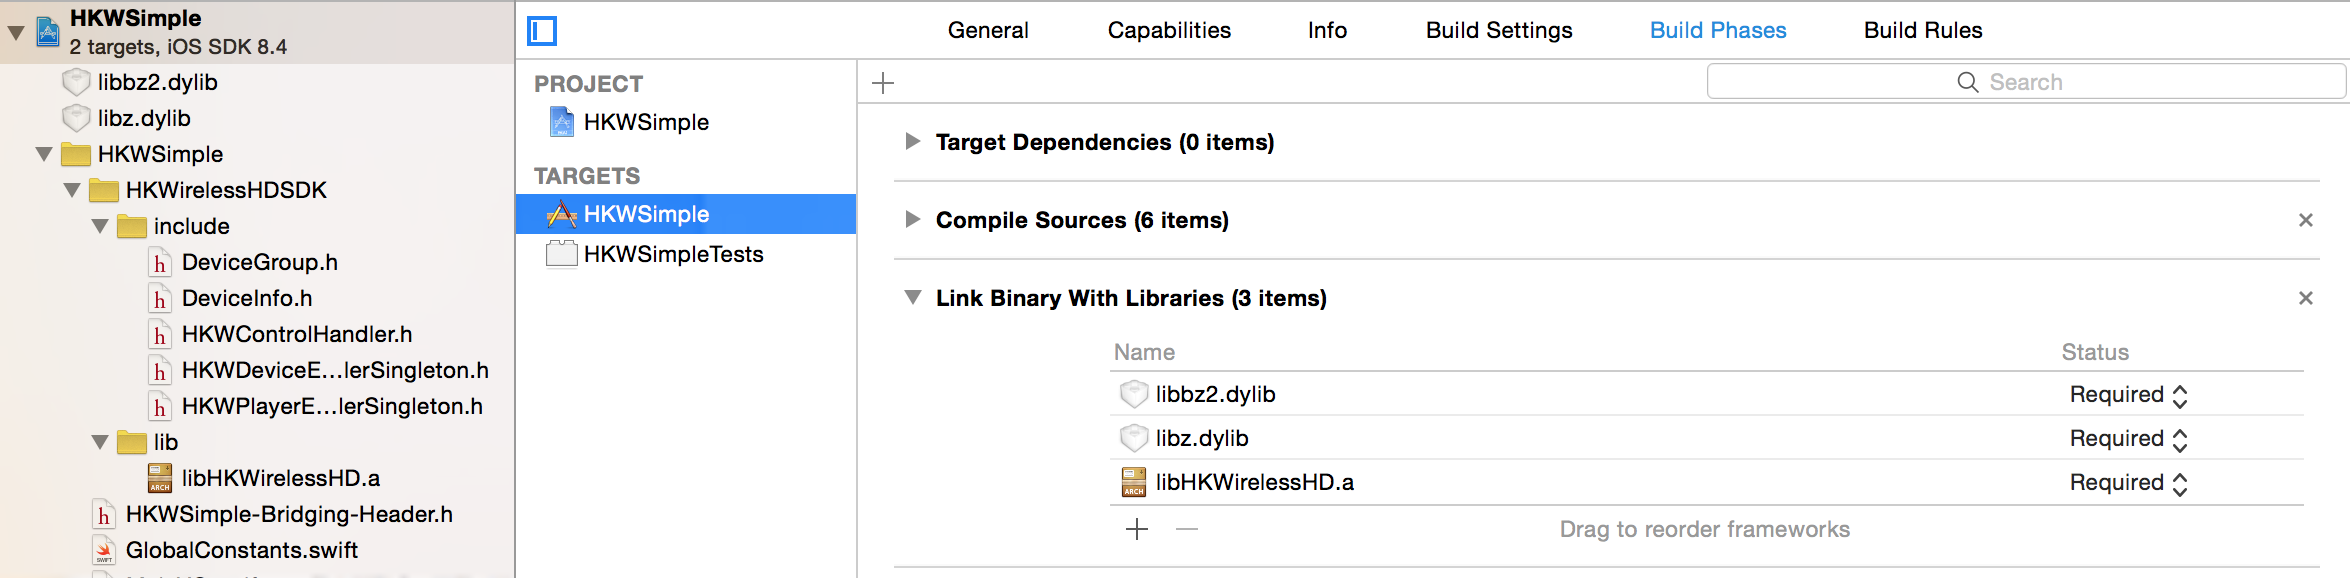 HKWSimple
2 targets, iOS SDK 8.4
libbz2.dylib
libz.dylib
HKWSimple
HKWirelessHDSDK
include
h DeviceGroup.h
h DeviceInfo.h
h HKWControlHandler.h
h HKWDeviceE...lerSingleton.h
h HKWPlayerE...lerSingleton.h
lib
ARCH libHKWirelessHD.a
h HKWSimple-Bridging-Header.h
SWIFT GlobalConstants.swift
General Capabilities Info Build Settings Build Phases Build Rules
PROJECT
HKWSimple
TARGETS
HKWSimple
HKWSimpleTests
Search
Target Dependencies (0 items)
Compile Sources (6 items)
Link Binary With Libraries (3 items)
Name Status
libbz2.dylib Required
libz.dylib Required
ARCH libHKWirelessHD.a Required
Drag to reorder frameworks